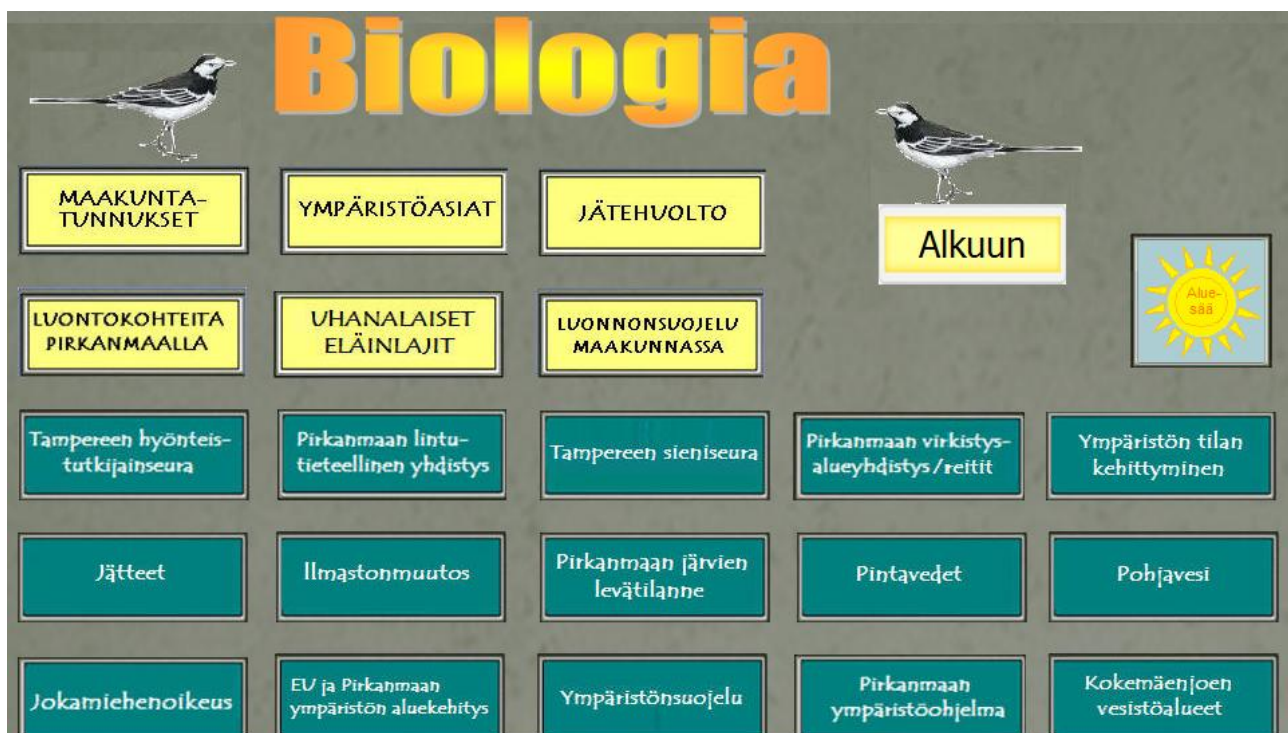 Biologia
MAAKUNTA-
TUNNUKSET
YMPÄRISTÖASIAT
JÄTEHUOLTO
Alkuun
Alue-
sää
LUONTOKOHTEITA
PIRKANMAALLA
UHANALAISET
ELÄINLAJIT
LUONNONSUOJELU
MAAKUNNASSA
Tampereen hyönteis-
tutkijainseura
Pirkanmaan lintu-
tieteellinen yhdistys
Tampereen sieniseura
Pirkanmaan virkistys-
alueyhdistys/reitit
Ympäristön tilan
kehittyminen
Jätteet
Ilmastonmuutos
Pirkanmaan järvien
levätilanne
Pintavedet
Pohjavesi
Jokamiehenoikeus
EU ja Pirkanmaan
ympäristön aluekehitys
Ympäristönsuojelu
Pirkanmaan
ympäristöohjelma
Kokemäenjoen
vesistöalueet